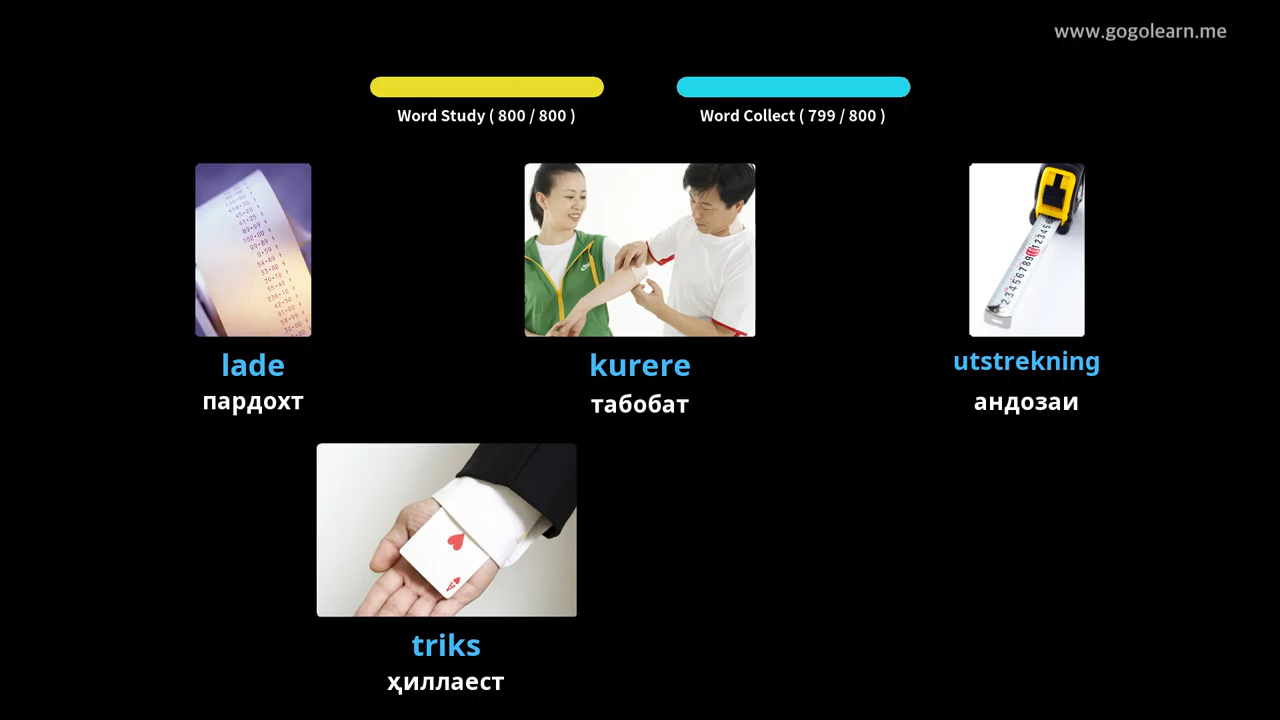 www.gogolearn.me
Word Study ( 800 / 800 )
Word Collect ( 799 / 800 )
lade
пардохт
kurere
табобат
utstrekning
андозаи
triks
ҳиллаест